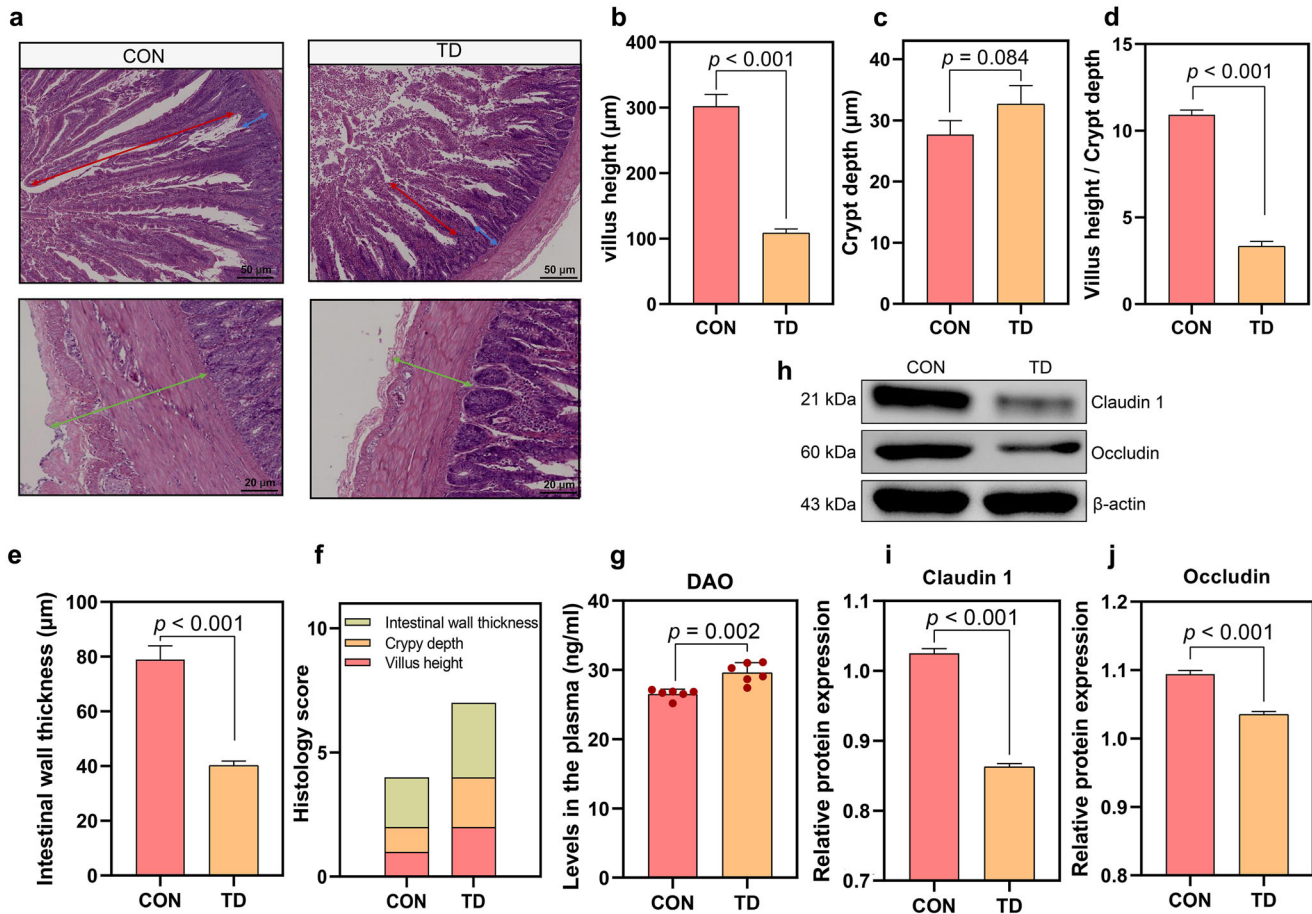 a
CON
TD
50 µm
50 µm
20 µm
20 µm
b
villus height (µm)
400
300
200
100
0
p < 0.001
CON
TD
c
Crypt depth (µm)
40
30
20
10
0
p = 0.084
CON
TD
d
Villus height / Crypt depth
15
10
5
0
p < 0.001
CON
TD
h
CON
TD
21 kDa
Claudin 1
60 kDa
Occludin
43 kDa
β-actin
e
Intestinal wall thickness (µm)
100
80
60
40
20
0
p < 0.001
CON
TD
f
Histology score
10
5
0
Intestinal wall thickness
Crypy depth
Villus height
CON
TD
g
DAO
Levels in the plasma (ng/ml)
40
30
20
10
0
p = 0.002
CON
TD
i
Claudin 1
Relative protein expression
1.1
1.0
0.9
0.8
0.7
p < 0.001
CON
TD
j
Occludin
Relative protein expression
1.2
1.1
1.0
0.9
0.8
p < 0.001
CON
TD